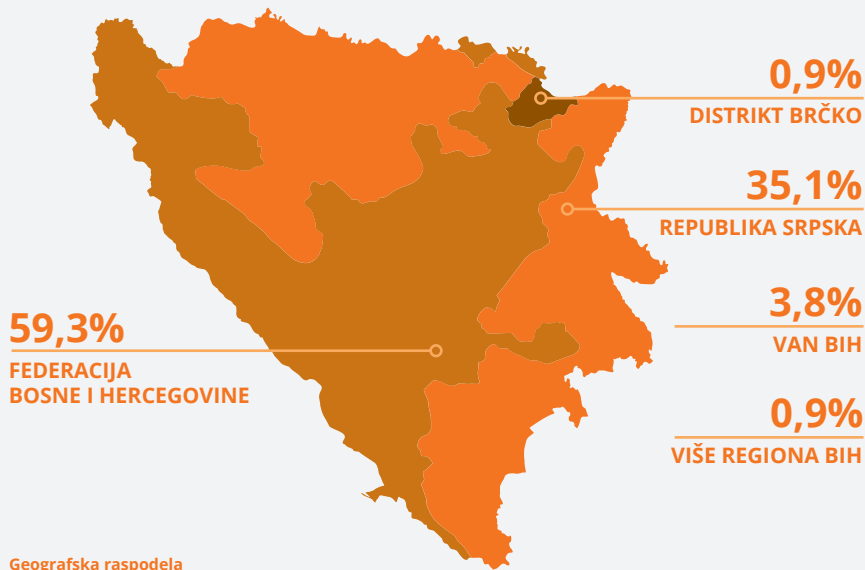 0,9%
DISTRIKT BRČKO
35,1%
REPUBLIKA SRPSKA
59,3%
FEDERACIJA
BOSNE I HERCEGOVINE
3,8%
VAN BIH
0,9%
VIŠE REGIONA BIH
Geografska raspodela